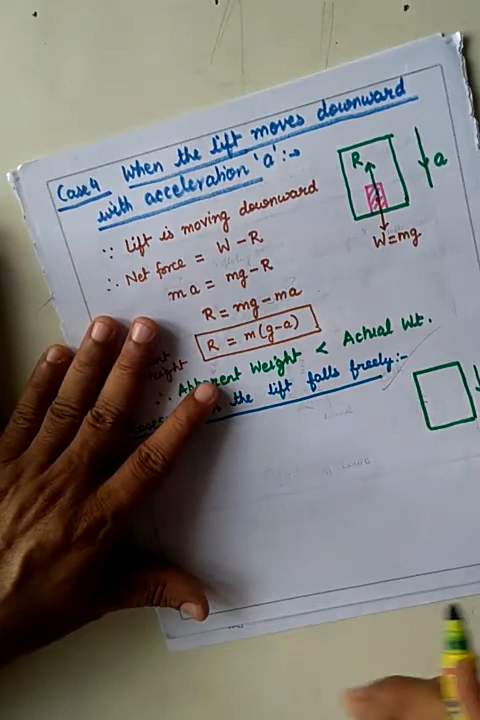 Case 4 When the lift moves downward
with acceleration 'a' :→
∵ Lift is moving downward
∴ Net force = W - R
ma = mg - R
R = mg - ma
R = m(g-a)
∴ Apparent Weight < Actual Wt.
the lift falls freely:-
R
a
W=mg